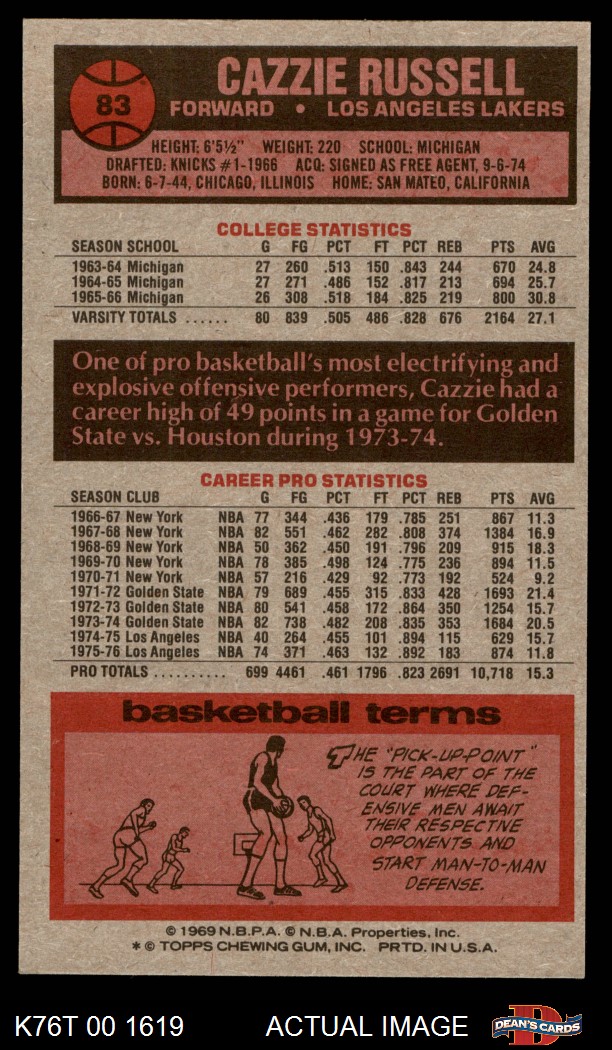 83
CAZZIE RUSSELL
FORWARD • LOS ANGELES LAKERS
HEIGHT: 6'5½" WEIGHT: 220 SCHOOL: MICHIGAN
DRAFTED: KNICKS #1-1966 ACQ: SIGNED AS FREE AGENT, 9-6-74
BORN: 6-7-44, CHICAGO, ILLINOIS HOME: SAN MATEO, CALIFORNIA
COLLEGE STATISTICS
SEASON SCHOOL G FG PCT FT PCT REB PTS AVG
1963-64 Michigan 27 260 .513 150 .843 244 670 24.8
1964-65 Michigan 27 271 .486 152 .817 213 694 25.7
1965-66 Michigan 26 308 .518 184 .825 219 800 30.8
VARSITY TOTALS ...... 80 839 .505 486 .828 676 2164 27.1
One of pro basketball's most electrifying and
explosive offensive performers, Cazzie had a
career high of 49 points in a game for Golden
State vs. Houston during 1973-74.
CAREER PRO STATISTICS
SEASON CLUB G FG PCT FT PCT REB PTS AVG
1966-67 New York NBA 77 344 .436 179 .785 251 867 11.3
1967-68 New York NBA 82 551 .462 282 .808 374 1384 16.9
1968-69 New York NBA 50 362 .450 191 .796 209 915 18.3
1969-70 New York NBA 78 385 .498 124 .775 236 894 11.5
1970-71 New York NBA 57 216 .429 92 .773 192 524 9.2
1971-72 Golden State NBA 79 689 .455 315 .833 428 1693 21.4
1972-73 Golden State NBA 80 541 .458 172 .864 350 1254 15.7
1973-74 Golden State NBA 82 738 .482 208 .835 353 1684 20.5
1974-75 Los Angeles NBA 40 264 .455 101 .894 115 629 15.7
1975-76 Los Angeles NBA 74 371 .463 132 .892 183 874 11.8
PRO TOTALS .......... 699 4461 .461 1796 .823 2691 10,718 15.3
basketball terms
THE "PICK-UP-POINT"
IS THE PART OF THE
COURT WHERE DEF-
ENSIVE MEN AWAIT
THEIR RESPECTIVE
OPPONENTS AND
START MAN-TO-MAN
DEFENSE.
© 1969 N.B.P.A. © N.B.A. Properties, Inc.
* © TOPPS CHEWING GUM, INC. PRTD. IN U.S.A.
K76T 00 1619 ACTUAL IMAGE
D
DEAN'S CARDS